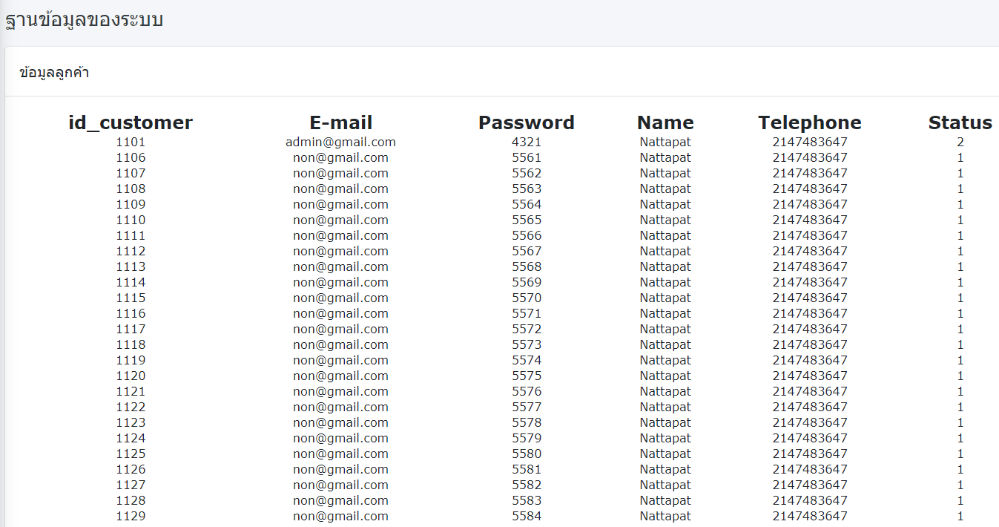 ฐานข้อมูลของระบบ
ข้อมูลลูกค้า
id_customer E-mail Password Name Telephone Status
1101 admin@gmail.com 4321 Nattapat 2147483647 2
1106 non@gmail.com 5561 Nattapat 2147483647 1
1107 non@gmail.com 5562 Nattapat 2147483647 1
1108 non@gmail.com 5563 Nattapat 2147483647 1
1109 non@gmail.com 5564 Nattapat 2147483647 1
1110 non@gmail.com 5565 Nattapat 2147483647 1
1111 non@gmail.com 5566 Nattapat 2147483647 1
1112 non@gmail.com 5567 Nattapat 2147483647 1
1113 non@gmail.com 5568 Nattapat 2147483647 1
1114 non@gmail.com 5569 Nattapat 2147483647 1
1115 non@gmail.com 5570 Nattapat 2147483647 1
1116 non@gmail.com 5571 Nattapat 2147483647 1
1117 non@gmail.com 5572 Nattapat 2147483647 1
1118 non@gmail.com 5573 Nattapat 2147483647 1
1119 non@gmail.com 5574 Nattapat 2147483647 1
1120 non@gmail.com 5575 Nattapat 2147483647 1
1121 non@gmail.com 5576 Nattapat 2147483647 1
1122 non@gmail.com 5577 Nattapat 2147483647 1
1123 non@gmail.com 5578 Nattapat 2147483647 1
1124 non@gmail.com 5579 Nattapat 2147483647 1
1125 non@gmail.com 5580 Nattapat 2147483647 1
1126 non@gmail.com 5581 Nattapat 2147483647 1
1127 non@gmail.com 5582 Nattapat 2147483647 1
1128 non@gmail.com 5583 Nattapat 2147483647 1
1129 non@gmail.com 5584 Nattapat 2147483647 1